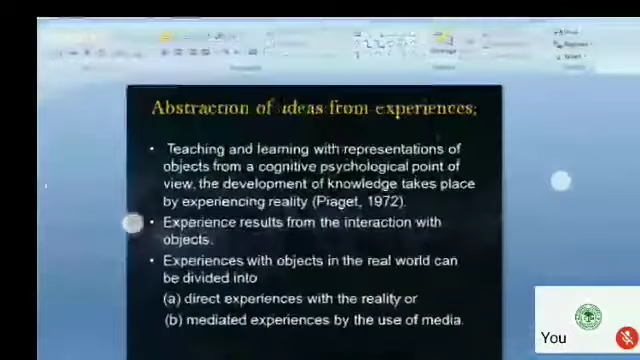 Abstraction of ideas from experiences;
• Teaching and learning with representations of
objects from a cognitive psychological point of
view, the development of knowledge takes place
by experiencing reality (Piaget, 1972).
• Experience results from the interaction with
objects.
• Experiences with objects in the real world can
be divided into
(a) direct experiences with the reality or
(b) mediated experiences by the use of media.
You